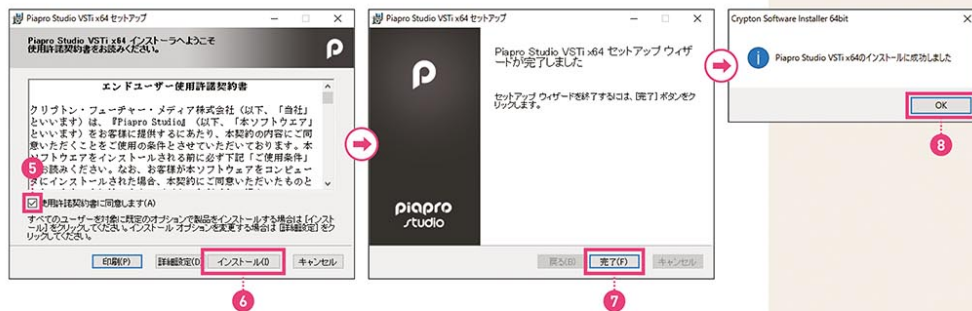 Piapro Studio VSTi x64 セットアップ
Piapro Studio VSTi x64 インストーラへようこそ
使用許諾契約書をお読みください。
エンドユーザー使用許諾契約書
クリプトン・フューチャー・メディア株式会社（以下、「当社」
といいます）は、『Piapro Studio』（以下、「本ソフトウェア」
といいます）をお客様に提供するにあたり、本契約の内容にご同
意いただくことをご使用の条件とさせていただいております。本
ソフトウェアをインストールされる前に必ず下記「ご使用条件」
お読みください。なお、お客様が本ソフトウェアをコンピュー
タにインストールされた場合、本契約にご同意いただいたものと
5
使用許諾契約書に同意します(A)
すべてのユーザーを対象に既定のオプションで製品をインストールする場合は [インスト
ール] をクリックしてください。インストール オプションを変更する場合は [詳細設定] をク
リックしてください。
印刷(P) 詳細設定(D) インストール(I) キャンセル
6
Piapro Studio VSTi x64 セットアップ
Piapro Studio VSTi x64 セットアップ ウィザ
ードが完了しました
セットアップ ウィザードを終了するには、[完了] ボタンをク
リックします。
piapro
studio
戻る(B) 完了(F) キャンセル
7
Crypton Software Installer 64bit
Piapro Studio VSTi x64のインストールに成功しました
OK
8